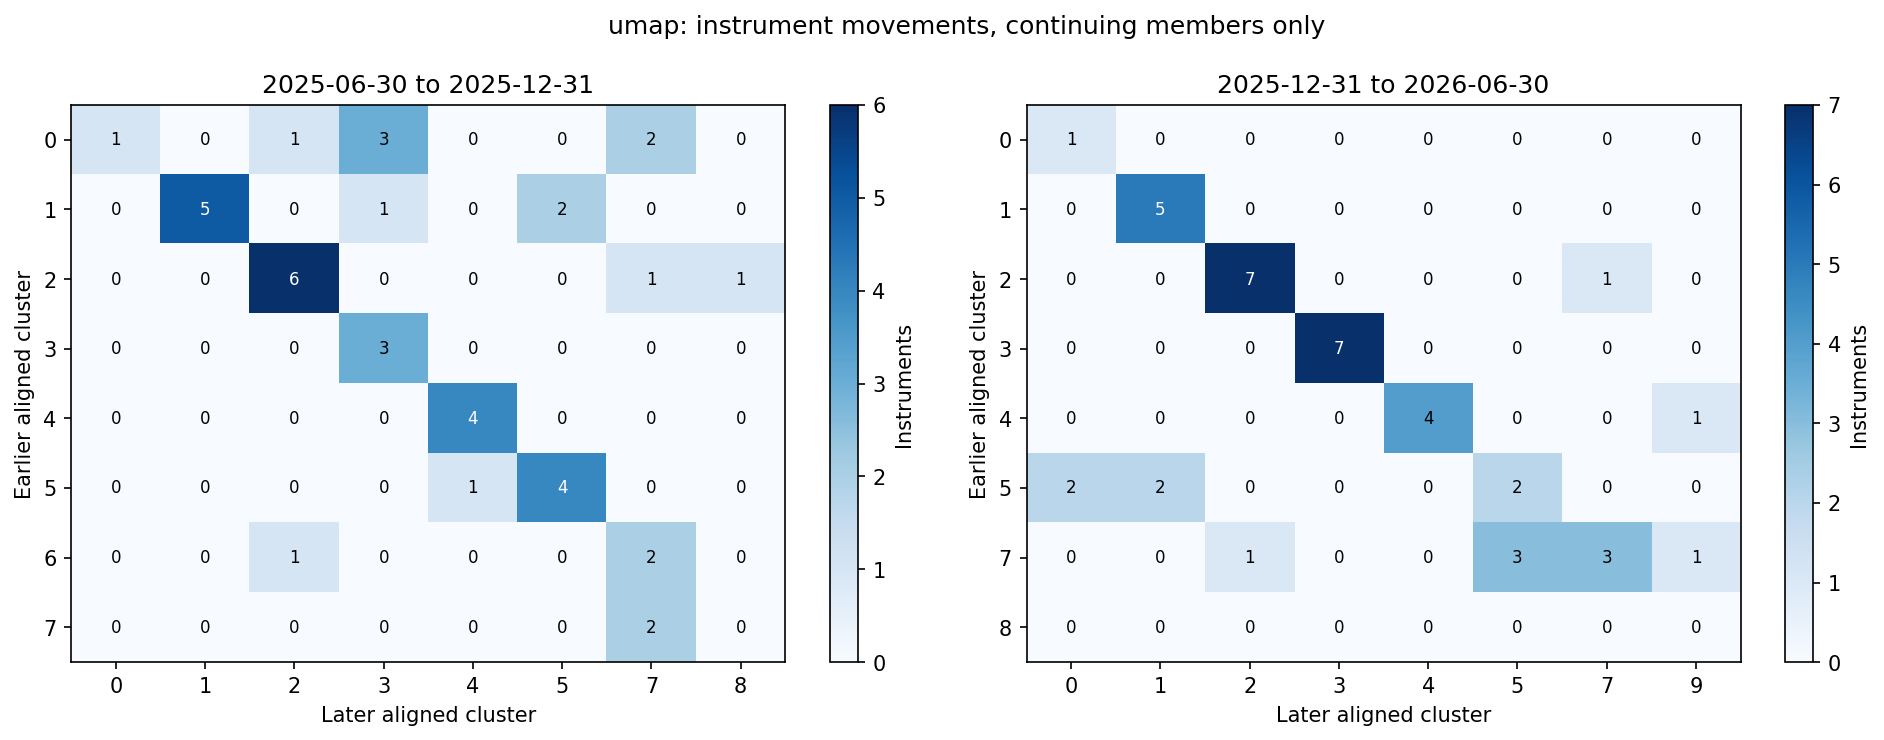 umap: instrument movements, continuing members only
2025-06-30 to 2025-12-31
Earlier aligned cluster
0 1 0 1 3 0 0 2 0
1 0 5 0 1 0 2 0 0
2 0 0 6 0 0 0 1 1
3 0 0 0 3 0 0 0 0
4 0 0 0 0 4 0 0 0
5 0 0 0 0 1 4 0 0
6 0 0 1 0 0 0 2 0
7 0 0 0 0 0 0 2 0
0 1 2 3 4 5 7 8
Later aligned cluster
6
5
4
3
2
1
0
Instruments
2025-12-31 to 2026-06-30
Earlier aligned cluster
0 1 0 0 0 0 0 0 0
1 0 5 0 0 0 0 0 0
2 0 0 7 0 0 0 1 0
3 0 0 0 7 0 0 0 0
4 0 0 0 0 4 0 0 1
5 2 2 0 0 0 2 0 0
7 0 0 1 0 0 3 3 1
8 0 0 0 0 0 0 0 0
0 1 2 3 4 5 7 9
Later aligned cluster
7
6
5
4
3
2
1
0
Instruments